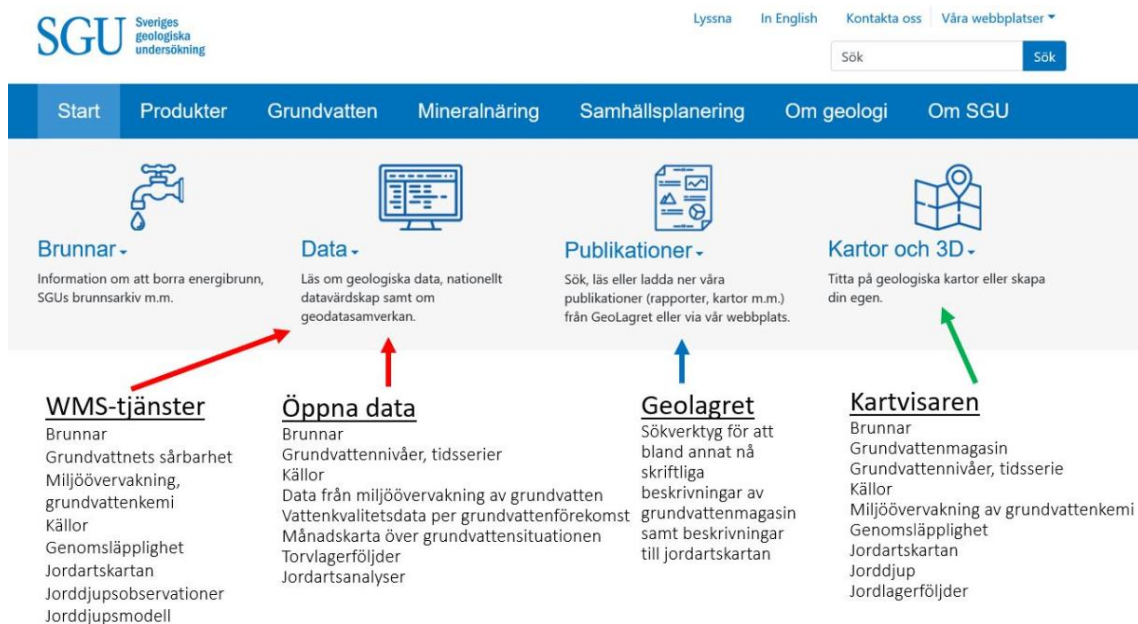 SGU
Sveriges
geologiska
undersökning
Lyssna In English Kontakta oss Våra webbplatser
Sök Sök
Start Produkter Grundvatten Mineralnäring Samhällsplanering Om geologi Om SGU
Brunnar
Information om att borra energibrunn,
SGUs brunnsarkiv m.m.
Data
Läs om geologiska data, nationellt
datavärdskap samt om
geodatasamverkan.
Publikationer
Sök, läs eller ladda ner våra
publikationer (rapporter, kartor m.m.)
från GeoLagret eller via vår webbplats.
Kartor och 3D
Titta på geologiska kartor eller skapa
din egen.
WMS-tjänster
Brunnar
Grundvattnets sårbarhet
Miljöövervakning,
grundvattenkemi
Källor
Genomsläpplighet
Jordartskartan
Jorddjupsobservationer
Jorddjupsmodell
Öppna data
Brunnar
Grundvattennivåer, tidsserier
Källor
Data från miljöövervakning av grundvatten
Vattenkvalitetsdata per grundvattenförekomst
Månadskarta över grundvattensituationen
Torvlagerföljder
Jordartsanalyser
Geolagret
Sökverktyg för att
bland annat nå
skriftliga
beskrivningar av
grundvattenmagasin
samt beskrivningar
till jordartskartan
Kartvisaren
Brunnar
Grundvattenmagasin
Grundvattennivåer, tidsserie
Källor
Miljöövervakning av grundvattenkemi
Genomsläpplighet
Jordartskartan
Jorddjup
Jordlagerföljder